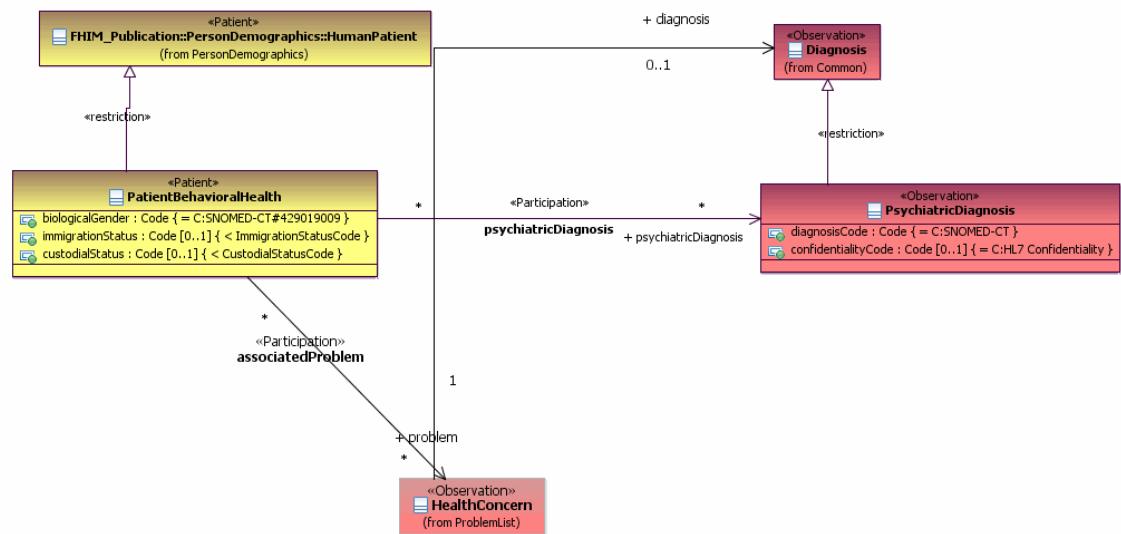 «Patient»
FHIM_Publication::PersonDemographics::HumanPatient
(from PersonDemographics)
+ diagnosis
0..1
«Observation»
Diagnosis
(from Common)
«restriction»
«restriction»
«Patient»
PatientBehavioralHealth
biologicalGender : Code { = C:SNOMED-CT#429019009 }
immigrationStatus : Code [0..1] { < ImmigrationStatusCode }
custodialStatus : Code [0..1] { < CustodialStatusCode }
*
«Participation»
psychiatricDiagnosis
*
+ psychiatricDiagnosis
«Observation»
PsychiatricDiagnosis
diagnosisCode : Code { = C:SNOMED-CT }
confidentialityCode : Code [0..1] { = C:HL7 Confidentiality }
*
«Participation»
associatedProblem
1
+ problem
*
«Observation»
HealthConcern
(from ProblemList)